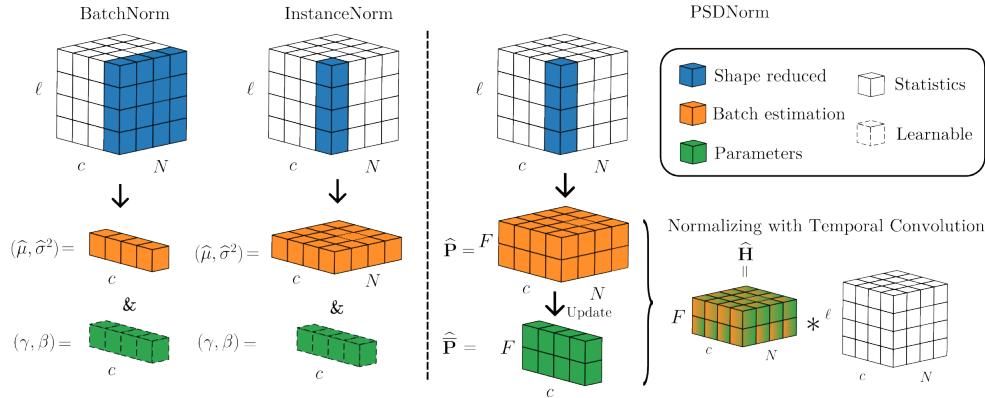 BatchNorm
InstanceNorm
PSDNorm
ℓ
c
N
ℓ
c
N
ℓ
c
N
Shape reduced
Batch estimation
Parameters
Statistics
Learnable
(μ̂, σ̂²) =
c
&
(γ, β) =
c
(μ̂, σ̂²) =
c
N
&
(γ, β) =
c
P̂ =
F
c
N
Update
P̂̄ =
F
c
Normalizing with Temporal Convolution
Ĥ
=
F
c
N
*
ℓ
c
N